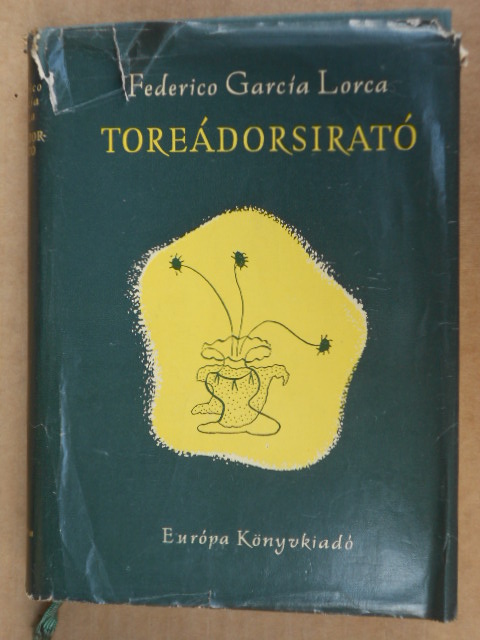 Federico García Lorca
TOREÁDORSIRATÓ
Európa Könyvkiadó